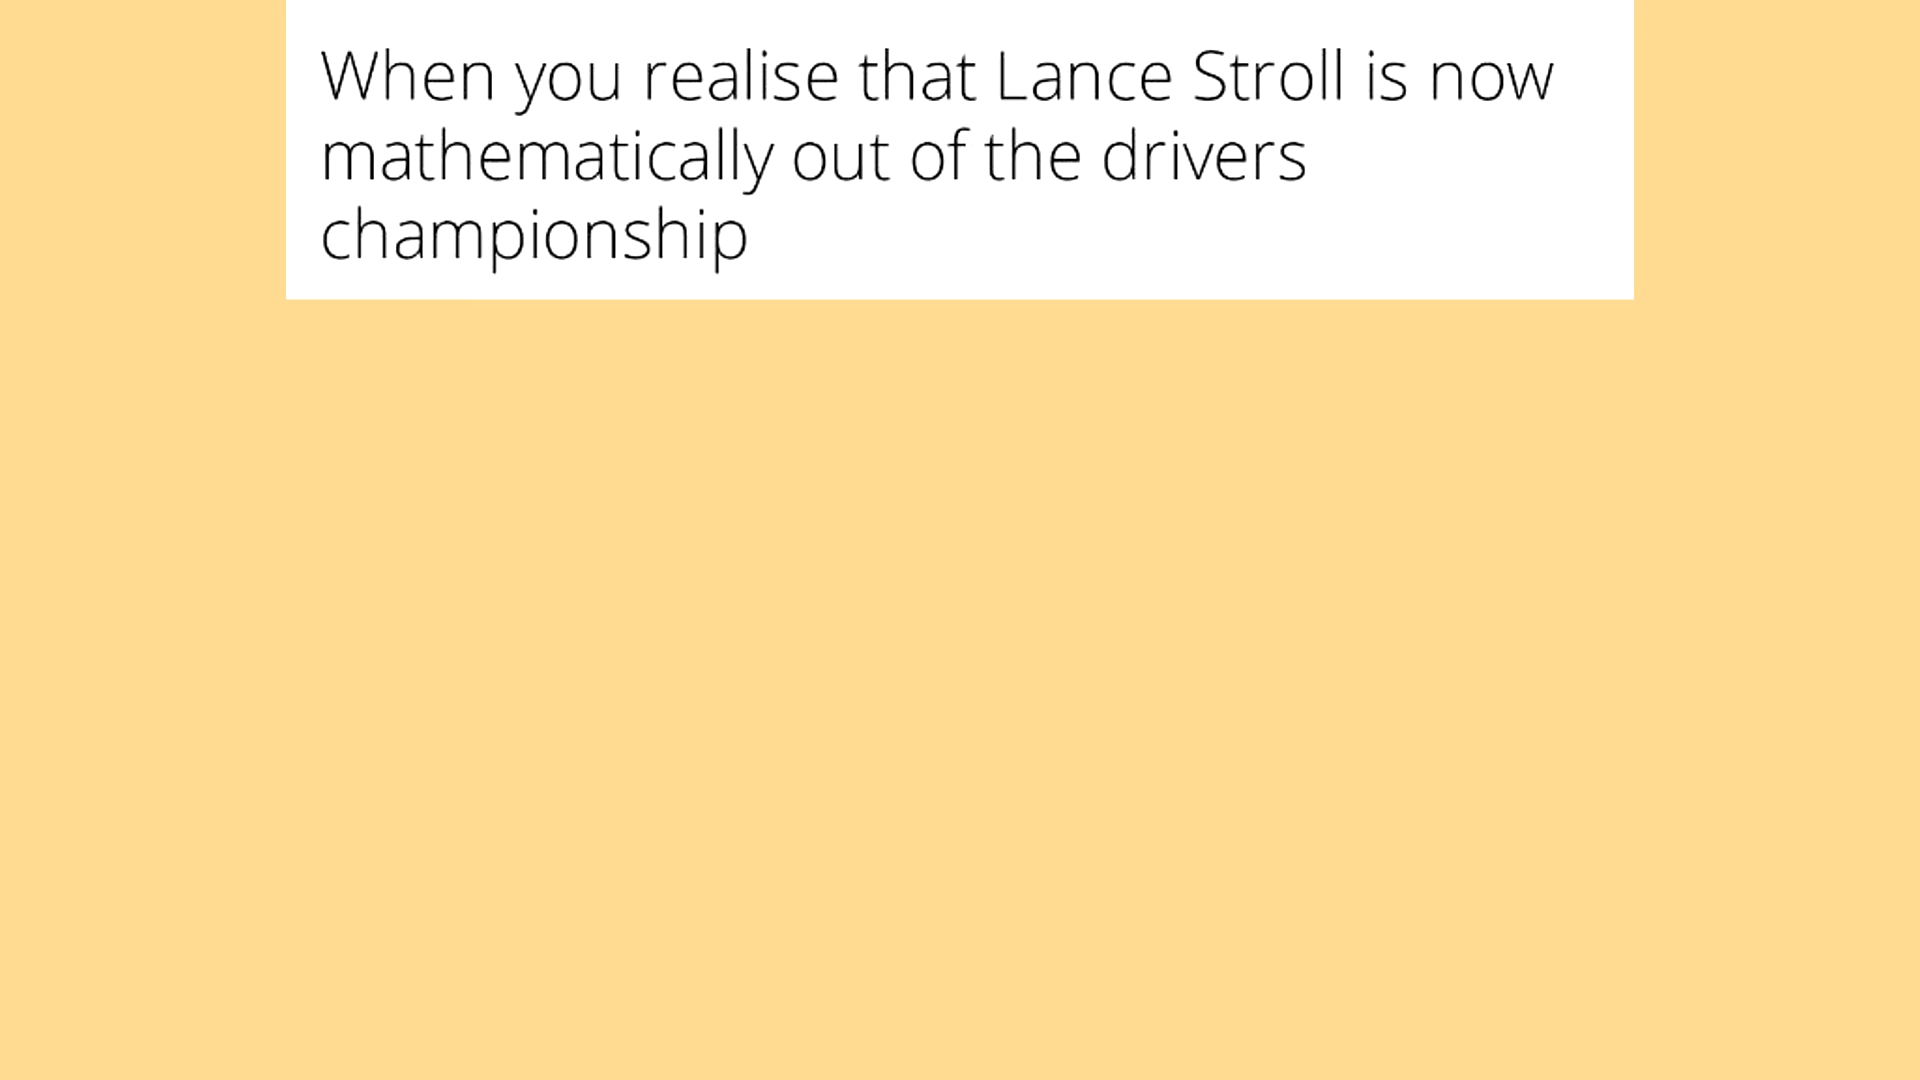 When you realise that Lance Stroll is now
mathematically out of the drivers
championship